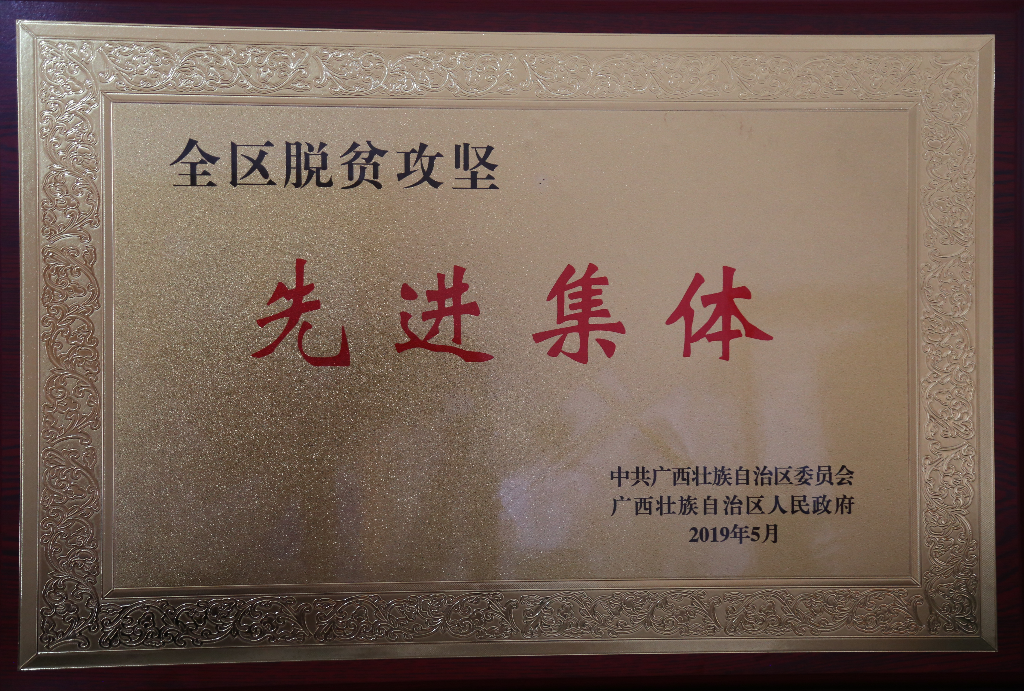 全区脱贫攻坚
先进集体
中共广西壮族自治区委员会
广西壮族自治区人民政府
2019年5月